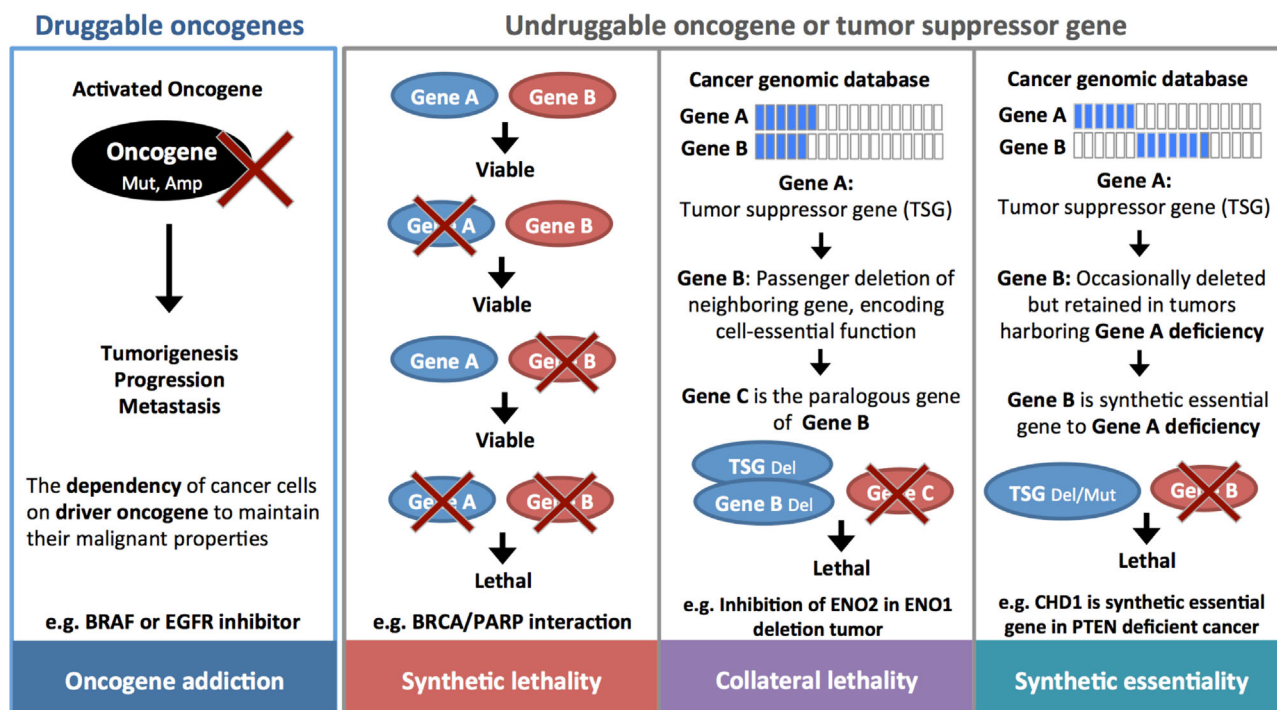 Druggable oncogenes
Undruggable oncogene or tumor suppressor gene
Activated Oncogene
Oncogene
Mut, Amp
Tumorigenesis
Progression
Metastasis
The dependency of cancer cells
on driver oncogene to maintain
their malignant properties
e.g. BRAF or EGFR inhibitor
Oncogene addiction
Gene A
Gene B
Viable
Gene A
Gene B
Viable
Gene A
Gene B
Viable
Gene A
Gene B
Lethal
e.g. BRCA/PARP interaction
Synthetic lethality
Cancer genomic database
Gene A
Gene B
Gene A:
Tumor suppressor gene (TSG)
Gene B: Passenger deletion of
neighboring gene, encoding
cell-essential function
Gene C is the paralogous gene
of Gene B
TSG Del
Gene B Del
Gene C
Lethal
e.g. Inhibition of ENO2 in ENO1
deletion tumor
Collateral lethality
Cancer genomic database
Gene A
Gene B
Gene A:
Tumor suppressor gene (TSG)
Gene B: Occasionally deleted
but retained in tumors
harboring Gene A deficiency
Gene B is synthetic essential
gene to Gene A deficiency
TSG Del/Mut
Gene B
Lethal
e.g. CHD1 is synthetic essential
gene in PTEN deficient cancer
Synthetic essentiality